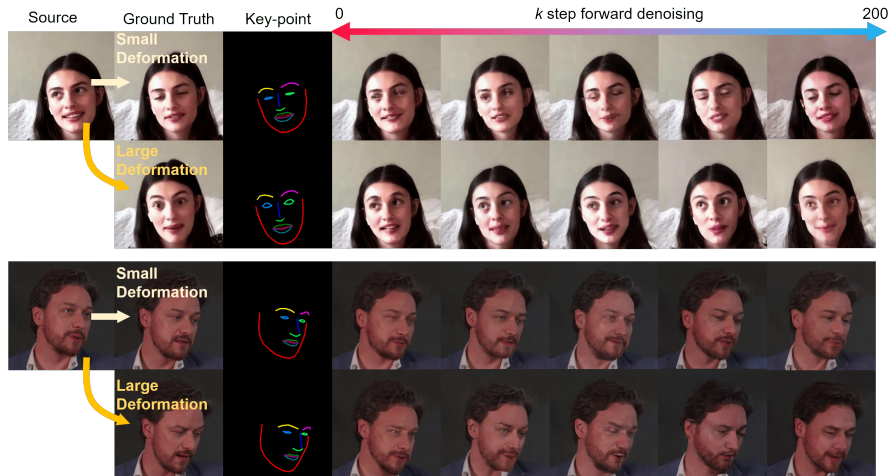 Source Ground Truth Key-point 0 k step forward denoising 200
Small
Deformation
Large
Deformation
Small
Deformation
Large
Deformation